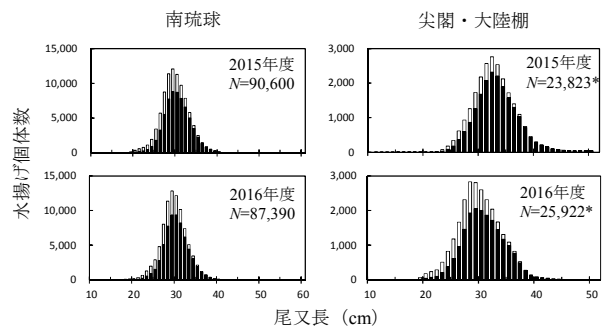 南琉球
尖閣・大陸棚
水揚げ個体数
15,000
10,000
5,000
0
2015年度
N=90,600
3,000
2,000
1,000
0
2015年度
N=23,823*
15,000
10,000
5,000
0
2016年度
N=87,390
10 20 30 40 50 60
3,000
2,000
1,000
0
2016年度
N=25,922*
10 20 30 40 50
尾又長（cm）